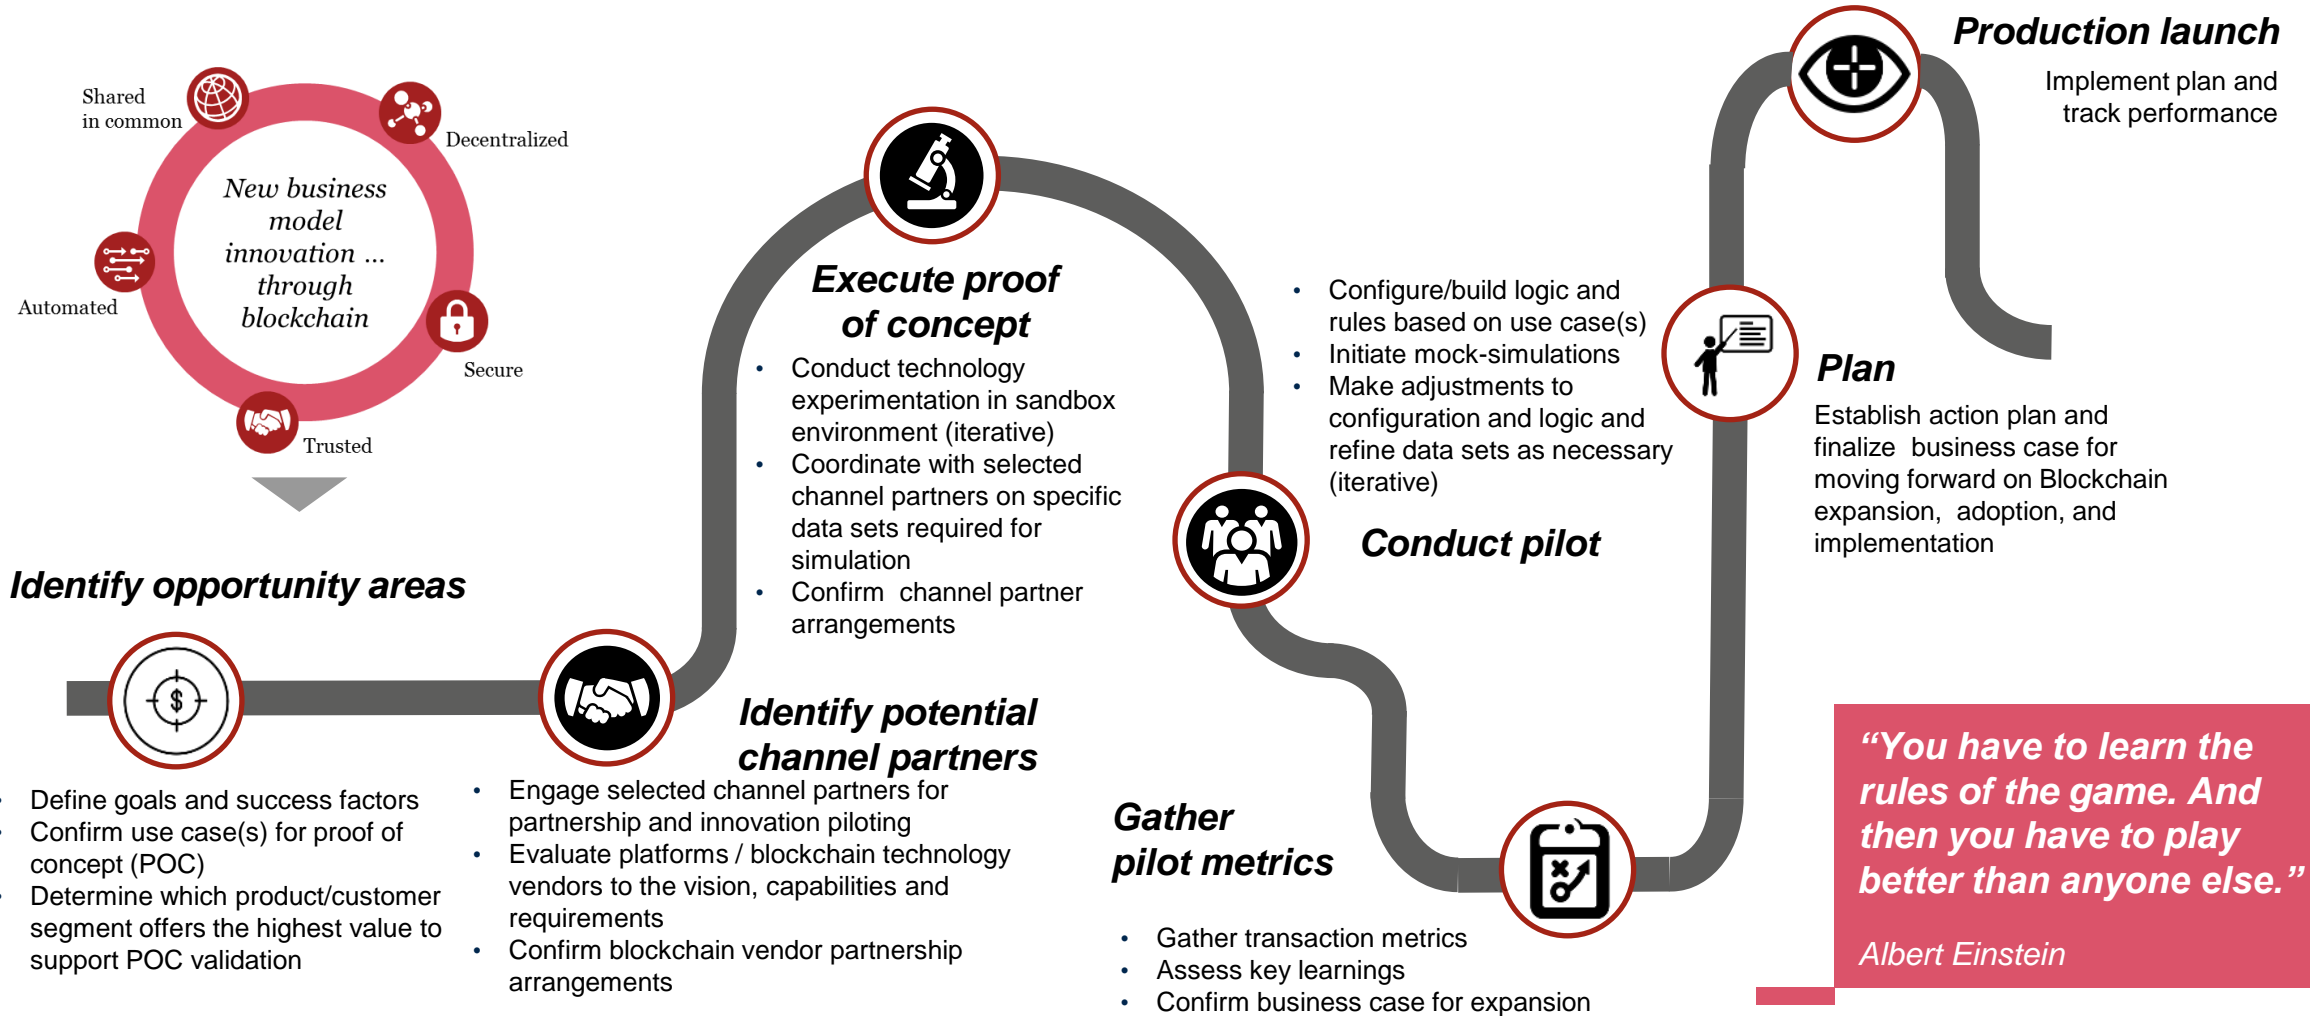 Shared
in common
Decentralized
New business
model
innovation ...
through
blockchain
Automated
Secure
Trusted
Identify opportunity areas
• Define goals and success factors
• Confirm use case(s) for proof of
concept (POC)
• Determine which product/customer
segment offers the highest value to
support POC validation
Identify potential
channel partners
• Engage selected channel partners for
partnership and innovation piloting
• Evaluate platforms / blockchain technology
vendors to the vision, capabilities and
requirements
• Confirm blockchain vendor partnership
arrangements
Execute proof
of concept
• Conduct technology
experimentation in sandbox
environment (iterative)
• Coordinate with selected
channel partners on specific
data sets required for
simulation
• Confirm channel partner
arrangements
• Configure/build logic and
rules based on use case(s)
• Initiate mock-simulations
• Make adjustments to
configuration and logic and
refine data sets as necessary
(iterative)
Conduct pilot
Gather
pilot metrics
• Gather transaction metrics
• Assess key learnings
• Confirm business case for expansion
Plan
Establish action plan and
finalize business case for
moving forward on Blockchain
expansion, adoption, and
implementation
Production launch
Implement plan and
track performance
“You have to learn the
rules of the game. And
then you have to play
better than anyone else.”
Albert Einstein
$